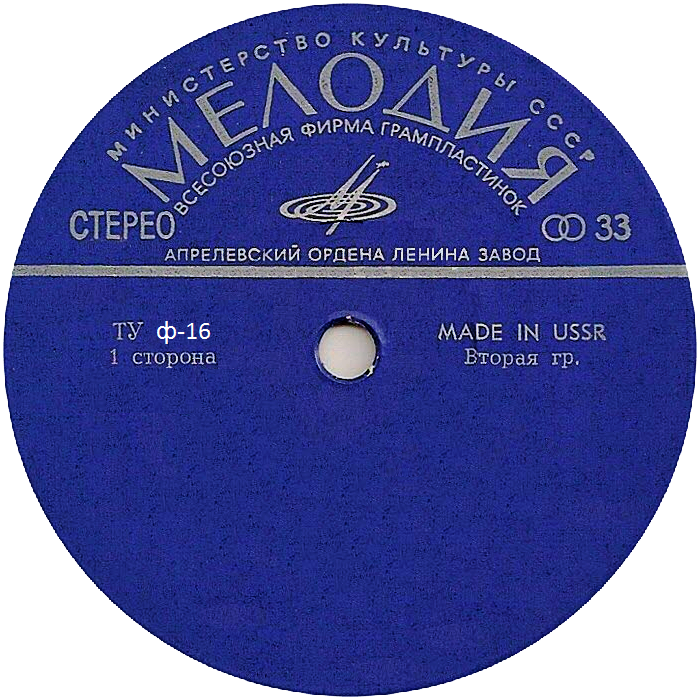 МИНИСТЕРСТВО КУЛЬТУРЫ СССР
МЕЛОДИЯ
ВСЕСОЮЗНАЯ ФИРМА ГРАМПЛАСТИНОК
СТЕРЕО 33
АПРЕЛЕВСКИЙ ОРДЕНА ЛЕНИНА ЗАВОД
ТУ ф-16 MADE IN USSR
1 сторона Вторая гр.